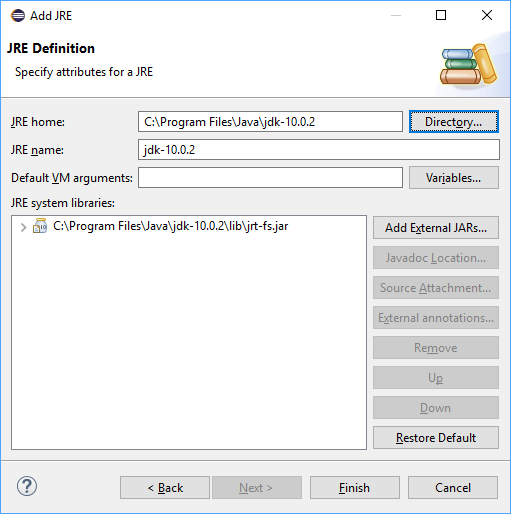 Add JRE
JRE Definition
Specify attributes for a JRE
JRE home: C:\Program Files\Java\jdk-10.0.2 Directory...
JRE name: jdk-10.0.2
Default VM arguments: Variables...
JRE system libraries:
C:\Program Files\Java\jdk-10.0.2\lib\jrt-fs.jar
Add External JARs...
Javadoc Location...
Source Attachment...
External annotations...
Remove
Up
Down
Restore Default
? < Back Next > Finish Cancel